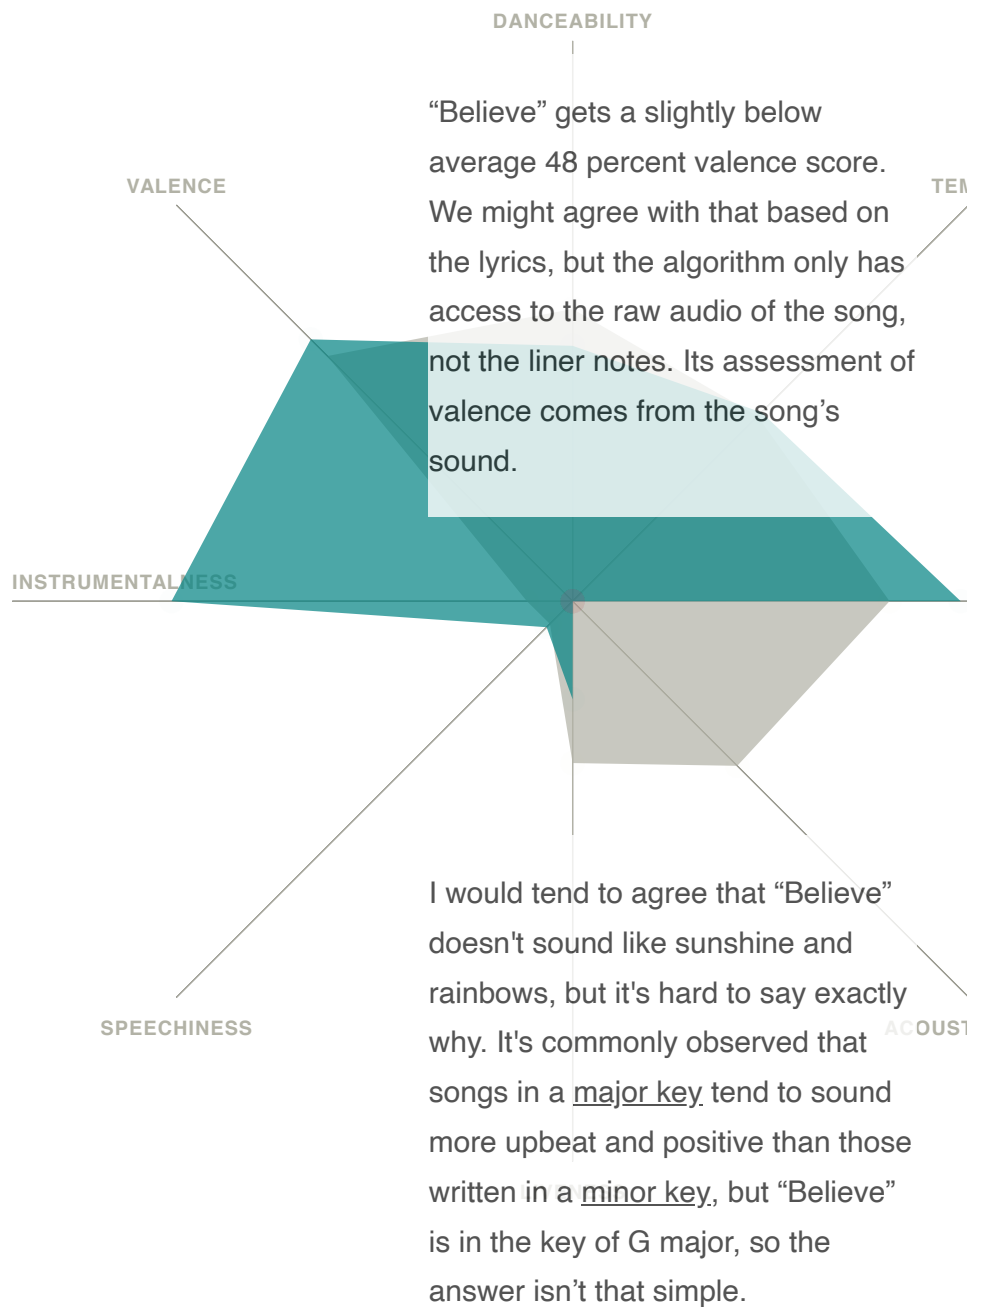 DANCEABILITY
“Believe” gets a slightly below
average 48 percent valence score.
VALENCE
TEM
We might agree with that based on
the lyrics, but the algorithm only has
access to the raw audio of the song,
not the liner notes. Its assessment of
valence comes from the song’s
sound.
INSTRUMENTALNESS
I would tend to agree that “Believe”
doesn't sound like sunshine and
rainbows, but it's hard to say exactly
SPEECHINESS
ACOUST
why. It's commonly observed that
songs in a major key tend to sound
more upbeat and positive than those
written in a minor key, but “Believe”
is in the key of G major, so the
answer isn’t that simple.